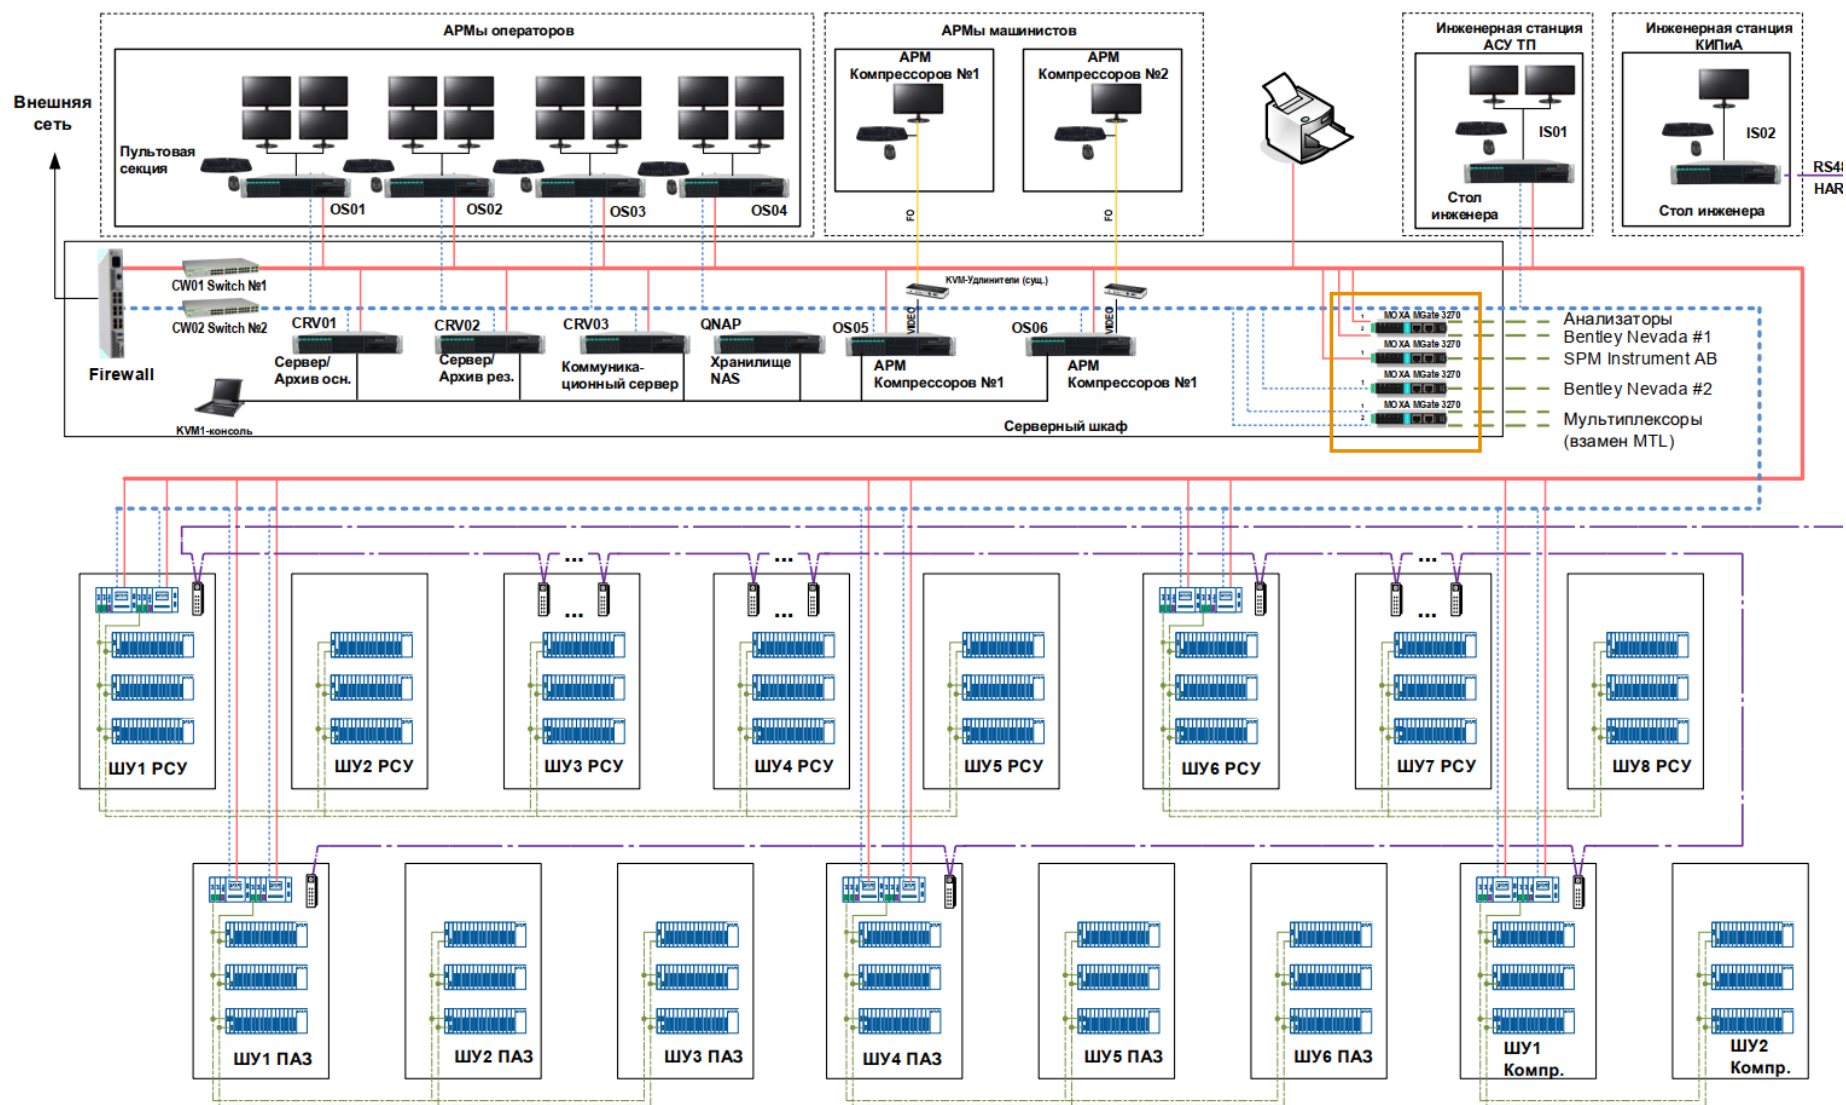 АРМы операторов
АРМы машинистов
Инженерная станция
АСУ ТП
Инженерная станция
КИПиА
Внешняя
сеть
Пультовая
секция
OS01
OS02
OS03
OS04
АРМ
Компрессоров №1
АРМ
Компрессоров №2
FO
FO
IS01
Стол
инженера
IS02
Стол инженера
RS48
HAR
Firewall
CW01 Switch №1
CW02 Switch №2
KVM-Удлинители (сущ.)
VIDEO
VIDEO
CRV01
Сервер/
Архив осн.
CRV02
Сервер/
Архив рез.
CRV03
Коммуника-
ционный сервер
QNAP
Хранилище
NAS
OS05
АРМ
Компрессоров №1
OS06
АРМ
Компрессоров №1
KVM1-консоль
Серверный шкаф
MOXA MGate 3270
1
2
MOXA MGate 3270
1
MOXA MGate 3270
1
MOXA MGate 3270
1
2
Анализаторы
Bentley Nevada #1
SPM Instrument AB
Bentley Nevada #2
Мультиплексоры
(взамен MTL)
...
...
...
...
...
...
ШУ1 РСУ
ШУ2 РСУ
ШУ3 РСУ
ШУ4 РСУ
ШУ5 РСУ
ШУ6 РСУ
ШУ7 РСУ
ШУ8 РСУ
ШУ1 ПАЗ
ШУ2 ПАЗ
ШУ3 ПАЗ
ШУ4 ПАЗ
ШУ5 ПАЗ
ШУ6 ПАЗ
ШУ1
Компр.
ШУ2
Компр.